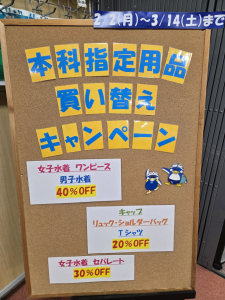 2/2(月)~3/14(土)まで
本科指定用品
買い替え
キャンペーン
女子水着 ワンピース
男子水着
40%OFF
キャップ
リュック・ショルダーバッグ
Tシャツ
20%OFF
女子水着 セパレート
30%OFF